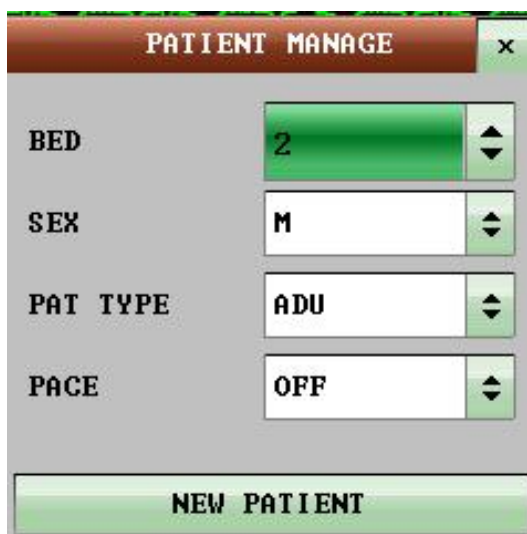 PATIENT MANAGE ×
BED 2
SEX M
PAT TYPE ADU
PACE OFF
NEW PATIENT